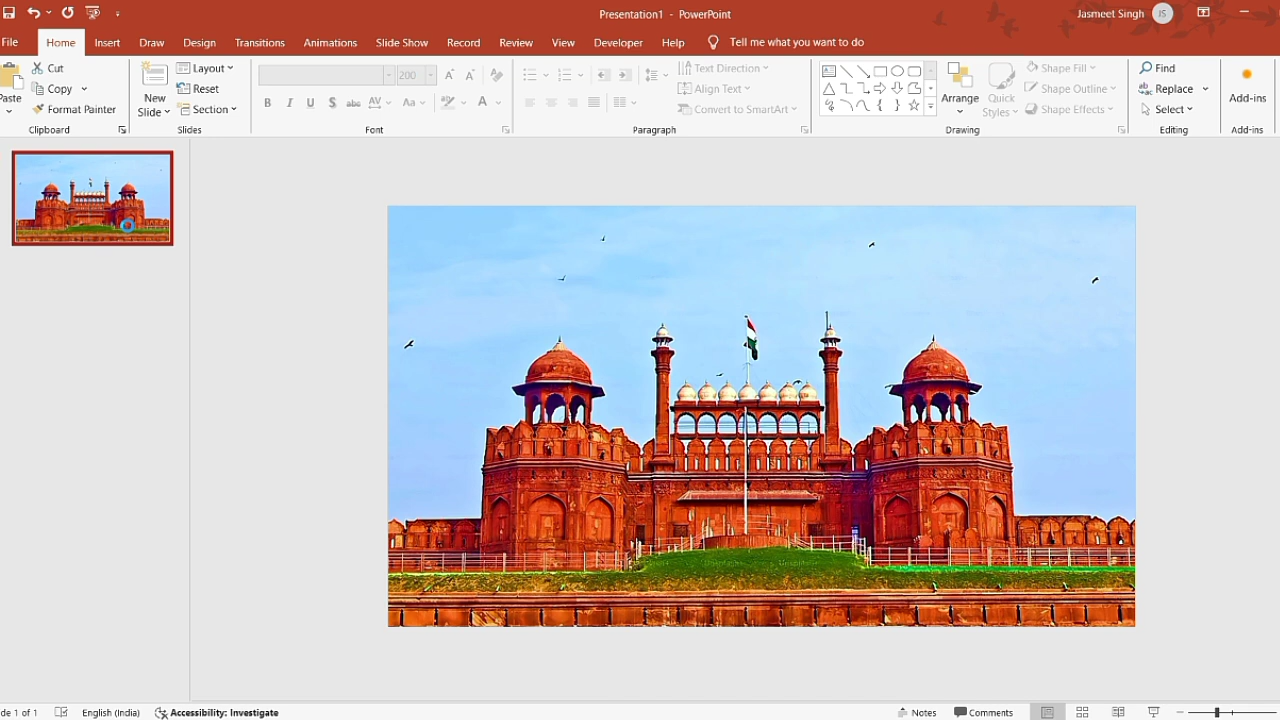 Presentation1 - PowerPoint
Jasmeet Singh JS
File Home Insert Draw Design Transitions Animations Slide Show Record Review View Developer Help Tell me what you want to do
Paste
Cut
Copy
Format Painter
Clipboard
New Slide
Layout
Reset
Section
Slides
200
B I U S abc AV Aa A
Font
Text Direction
Align Text
Convert to SmartArt
Paragraph
Arrange
Quick Styles
Shape Fill
Shape Outline
Shape Effects
Drawing
Find
Replace
Select
Editing
Add-ins
Add-ins
de 1 of 1
English (India)
Accessibility: Investigate
Notes
Comments